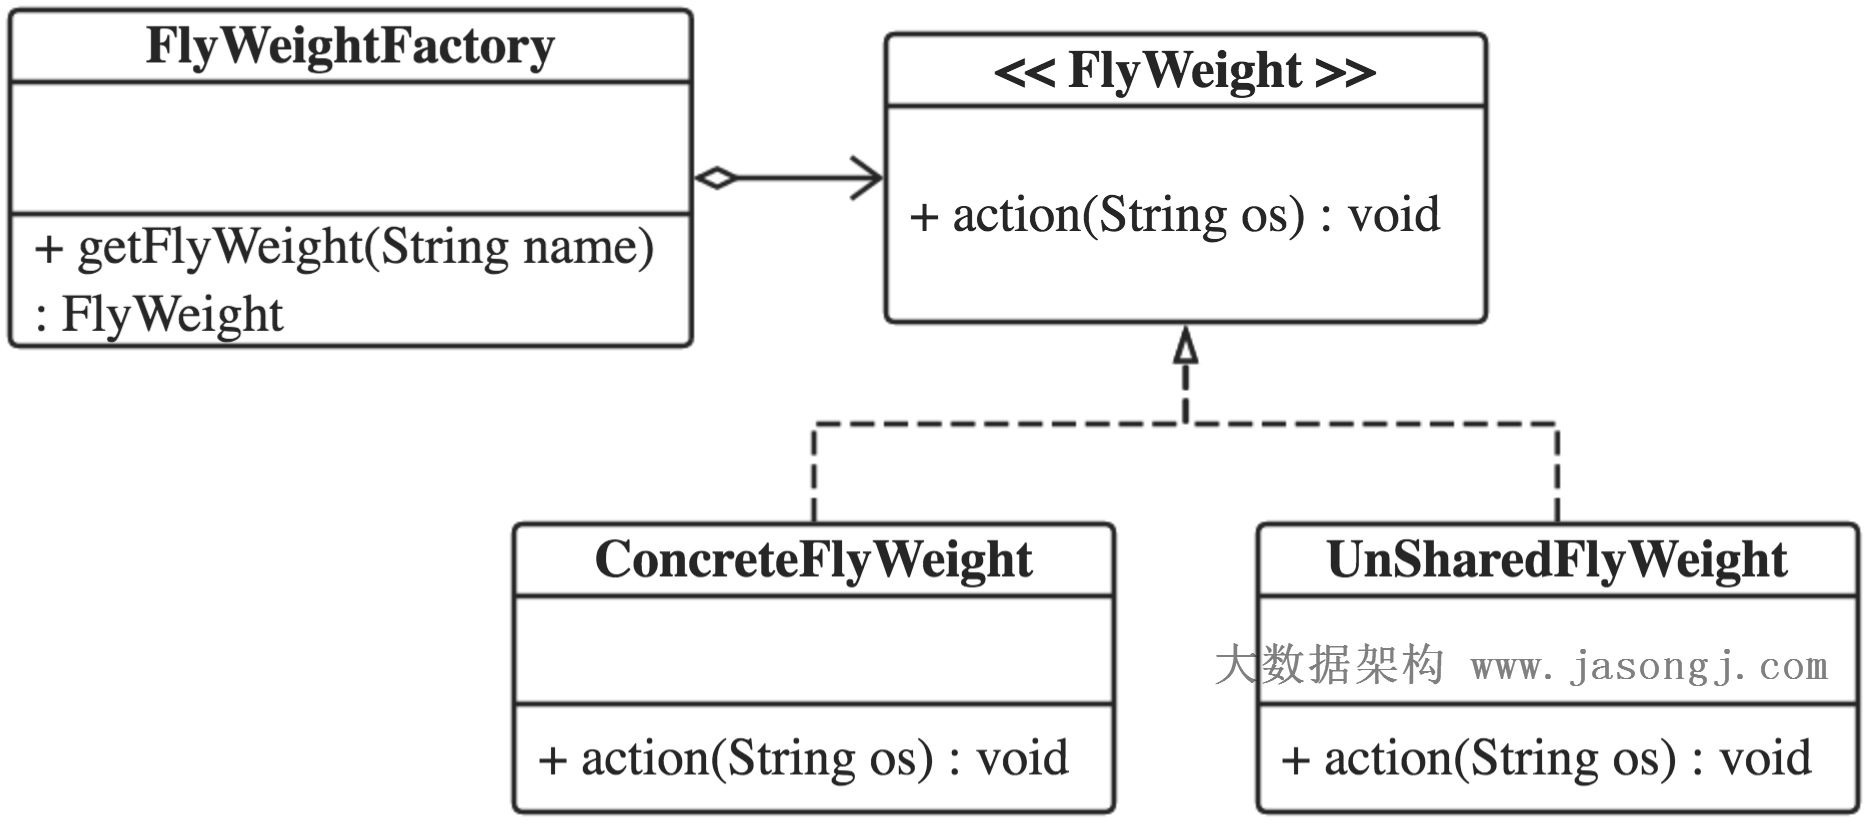 FlyWeightFactory
+ getFlyWeight(String name)
: FlyWeight
<< FlyWeight >>
+ action(String os) : void
ConcreteFlyWeight
+ action(String os) : void
UnSharedFlyWeight
大数据架构 www.jasongj.com
+ action(String os) : void